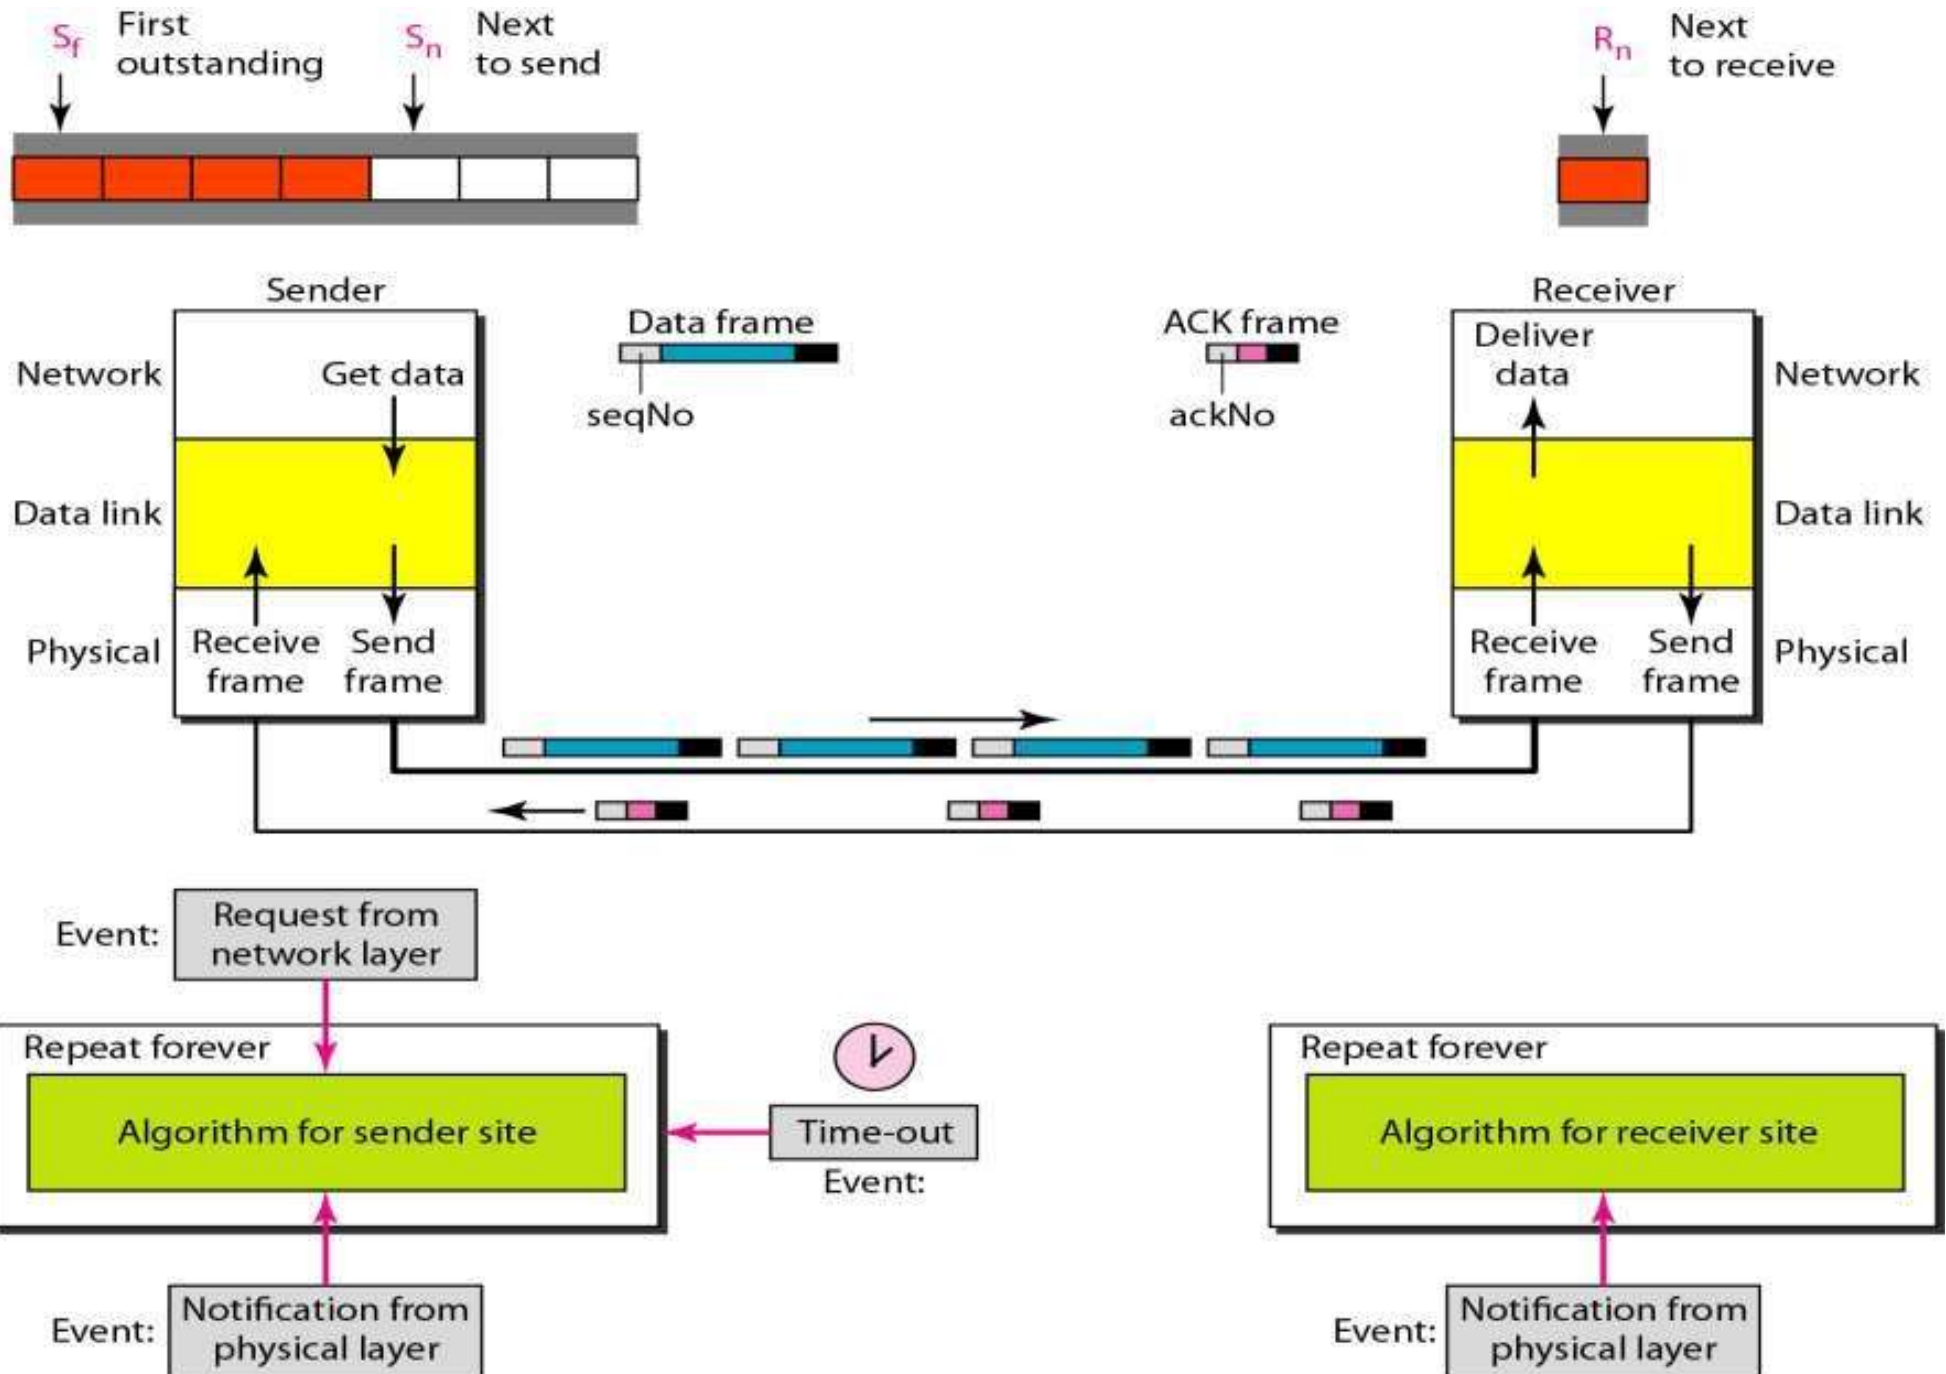 S_f First
outstanding
S_n Next
to send
R_n Next
to receive
Sender
Data frame
seqNo
ACK frame
ackNo
Receiver
Network
Get data
Deliver
data
Network
Data link
Data link
Physical
Receive
frame
Send
frame
Receive
frame
Send
frame
Physical
Event:
Request from
network layer
Repeat forever
Algorithm for sender site
Time-out
Event:
Event:
Notification from
physical layer
Repeat forever
Algorithm for receiver site
Event:
Notification from
physical layer